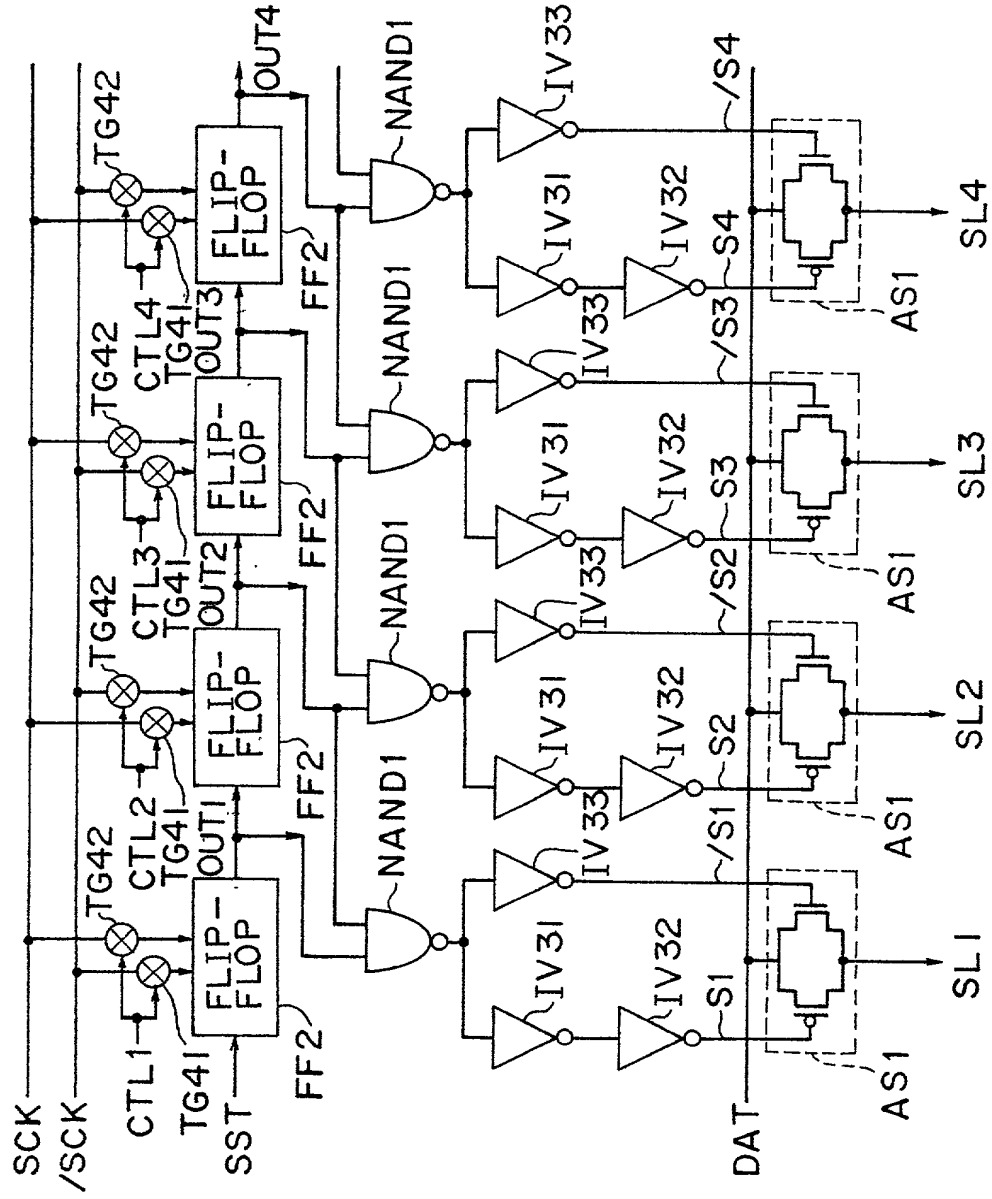 SCK
/SCK
TG42
TG42
TG42
TG42
CTL1
CTL2
CTL3
CTL4
TG41
TG41
TG41
TG41
OUT1
OUT2
OUT3
OUT4
SST
FLIP-
FLOP
FLIP-
FLOP
FLIP-
FLOP
FLIP-
FLOP
FF2
FF2
FF2
FF2
NAND1
NAND1
NAND1
NAND1
IV31
IV33
IV31
IV33
IV31
IV33
IV31
IV33
IV32
IV32
IV32
IV32
S1
/S1
S2
/S2
S3
/S3
S4
/S4
DAT
AS1
AS1
AS1
AS1
SL1
SL2
SL3
SL4